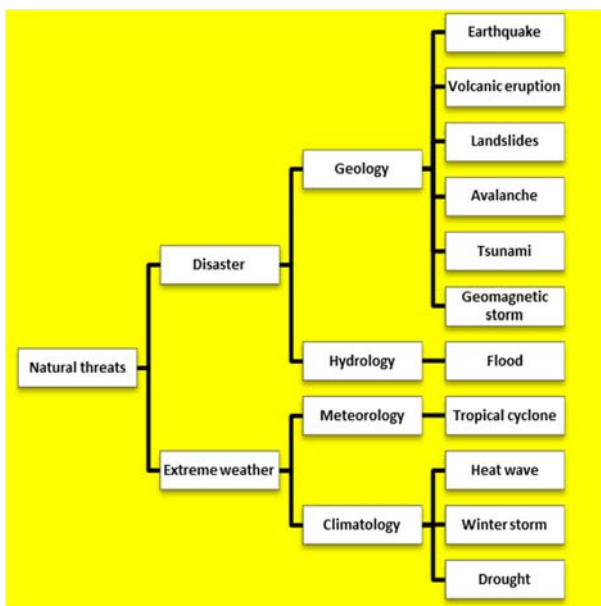 Earthquake
Volcanic eruption
Landslides
Geology
Avalanche
Tsunami
Disaster
Geomagnetic
storm
Natural threats
Hydrology
Flood
Meteorology
Tropical cyclone
Extreme weather
Heat wave
Climatology
Winter storm
Drought